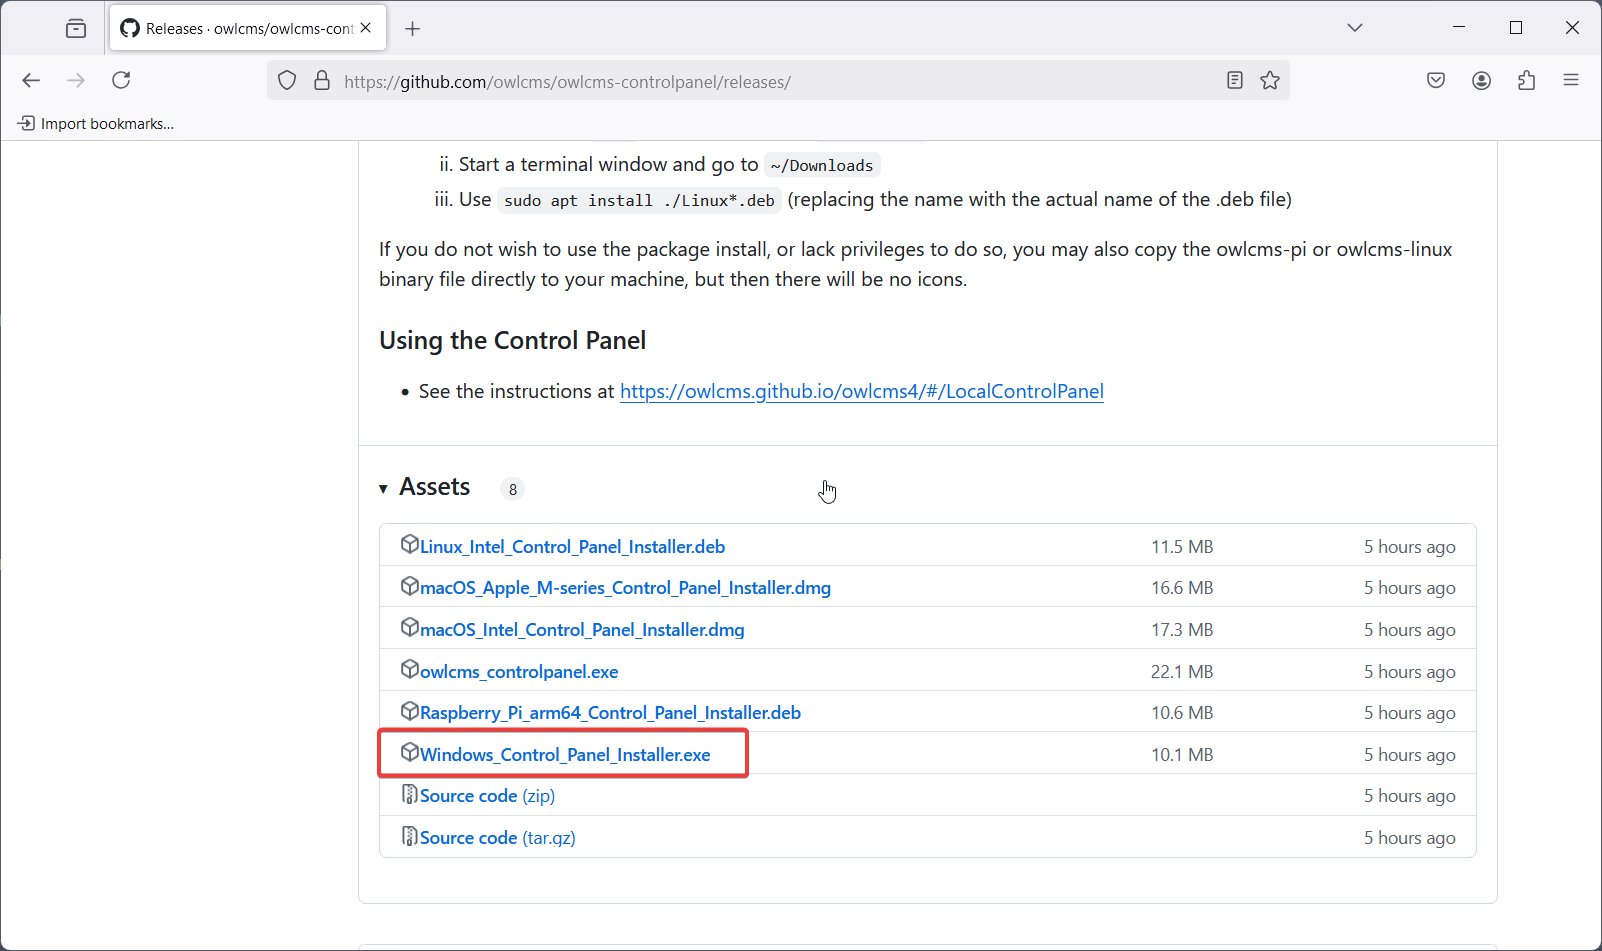 Releases · owlcms/owlcms-cont
https://github.com/owlcms/owlcms-controlpanel/releases/
Import bookmarks...
ii. Start a terminal window and go to ~/Downloads
iii. Use sudo apt install ./Linux*.deb (replacing the name with the actual name of the .deb file)
If you do not wish to use the package install, or lack privileges to do so, you may also copy the owlcms-pi or owlcms-linux
binary file directly to your machine, but then there will be no icons.
Using the Control Panel
• See the instructions at https://owlcms.github.io/owlcms4/#/LocalControlPanel
Assets 8
Linux_Intel_Control_Panel_Installer.deb 11.5 MB 5 hours ago
macOS_Apple_M-series_Control_Panel_Installer.dmg 16.6 MB 5 hours ago
macOS_Intel_Control_Panel_Installer.dmg 17.3 MB 5 hours ago
owlcms_controlpanel.exe 22.1 MB 5 hours ago
Raspberry_Pi_arm64_Control_Panel_Installer.deb 10.6 MB 5 hours ago
Windows_Control_Panel_Installer.exe 10.1 MB 5 hours ago
Source code (zip) 5 hours ago
Source code (tar.gz) 5 hours ago